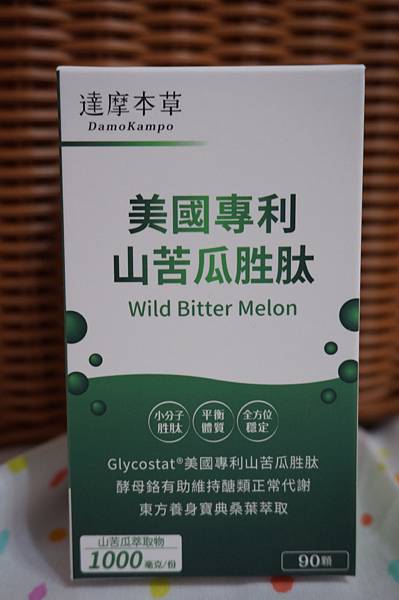 達摩本草
DamoKampo
美國專利
山苦瓜胜肽
Wild Bitter Melon
小分子
胜肽
平衡
體質
全方位
穩定
Glycostat®美國專利山苦瓜胜肽
酵母鉻有助維持醣類正常代謝
東方養身寶典桑葉萃取
山苦瓜萃取物
1000毫克/份
90顆